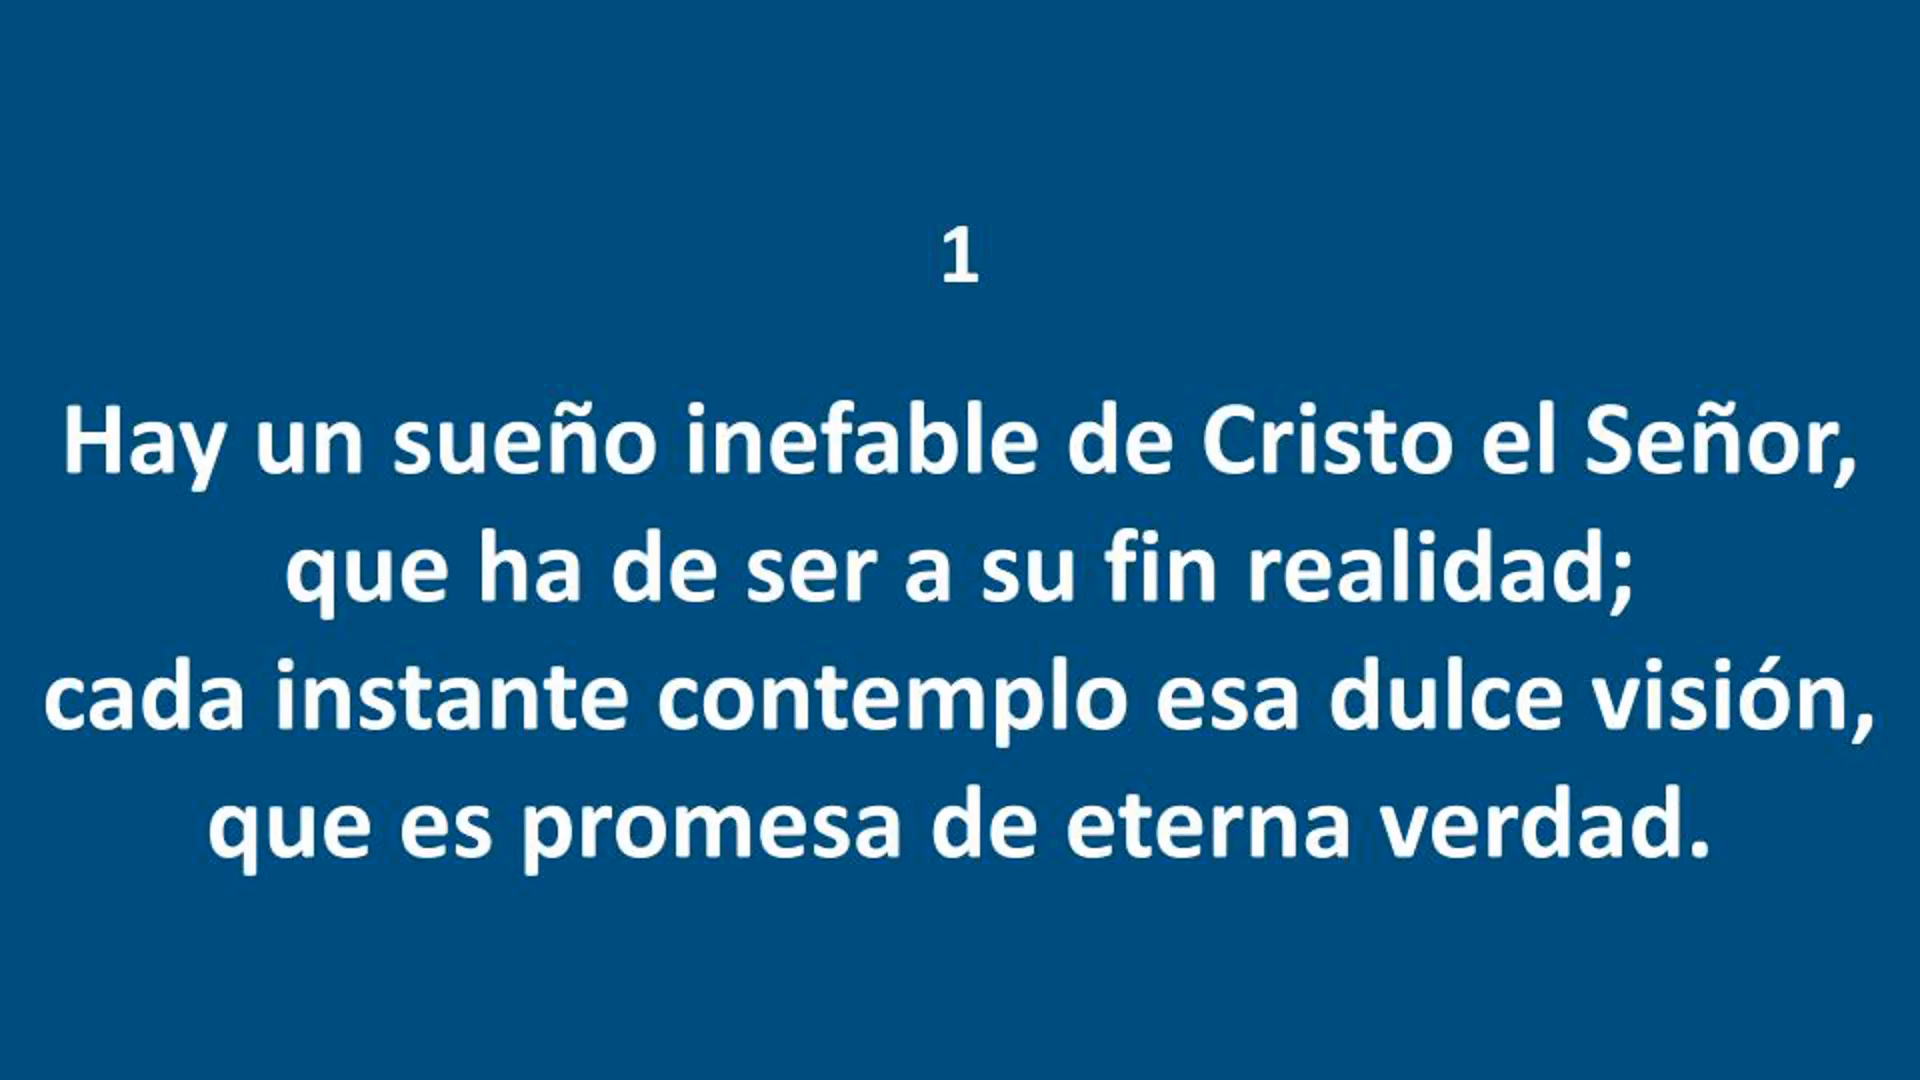 1
Hay un sueño inefable de Cristo el Señor,
que ha de ser a su fin realidad;
cada instante contemplo esa dulce visión,
que es promesa de eterna verdad.